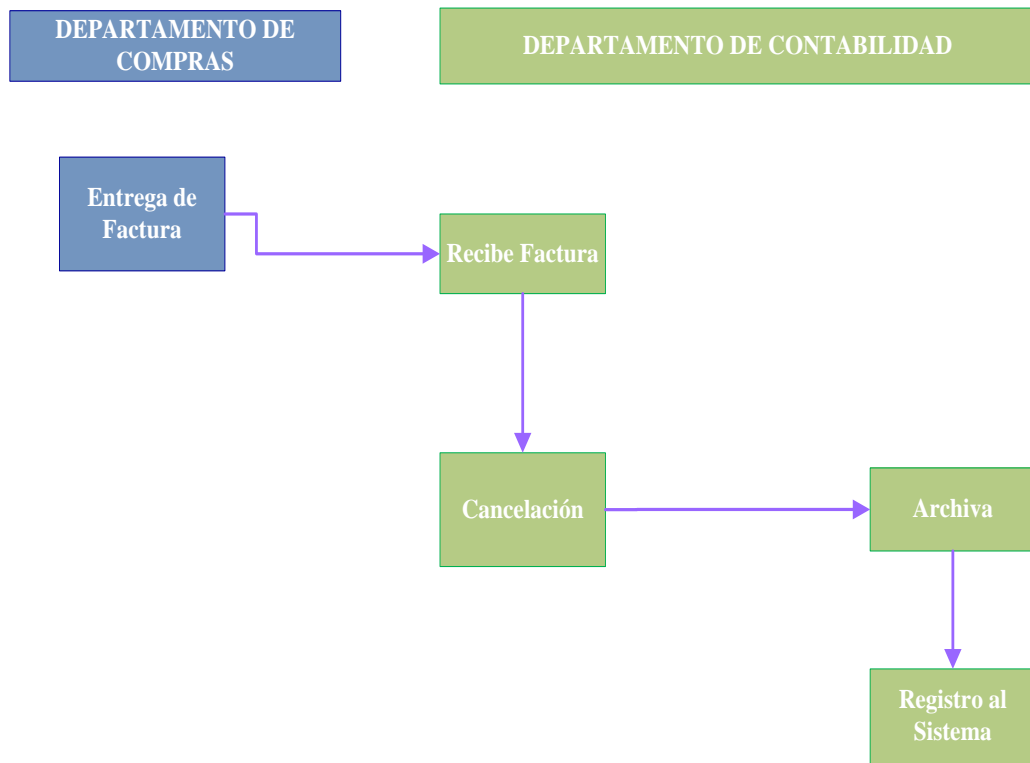 DEPARTAMENTO DE
COMPRAS
DEPARTAMENTO DE CONTABILIDAD
Entrega de
Factura
Recibe Factura
Cancelación
Archiva
Registro al
Sistema